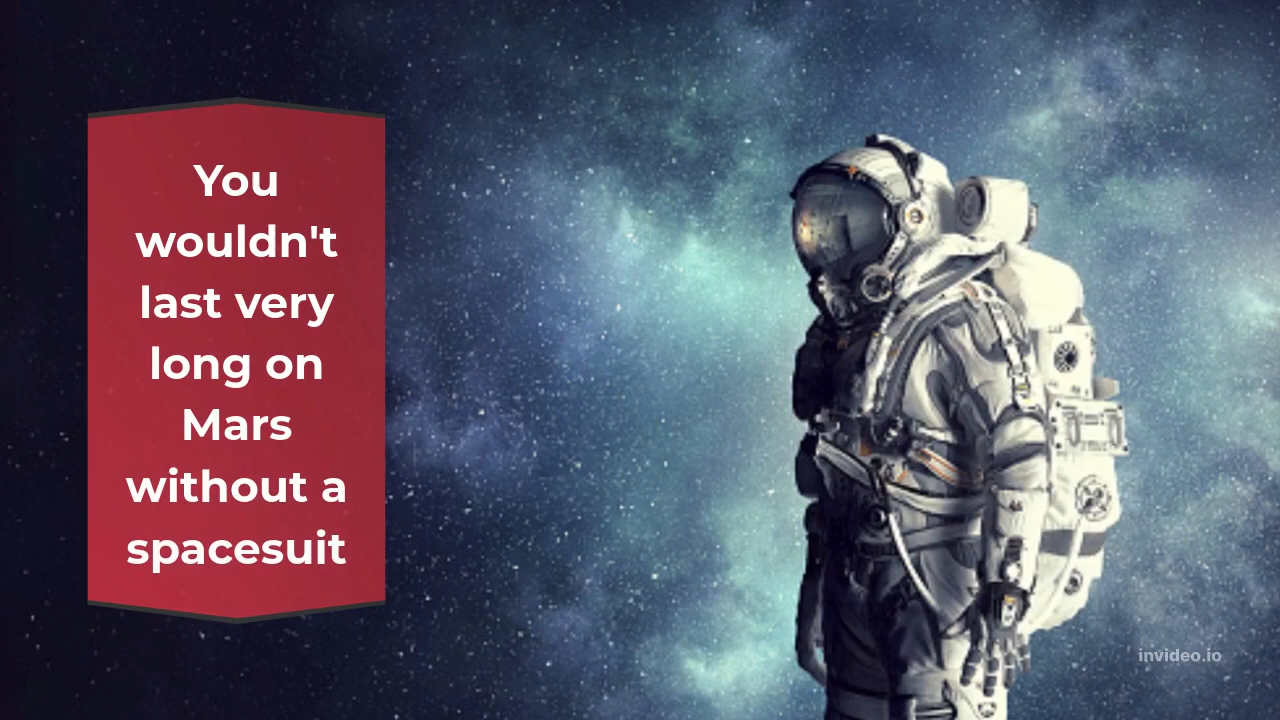 You
wouldn't
last very
long on
Mars
without a
spacesuit
invideo.io